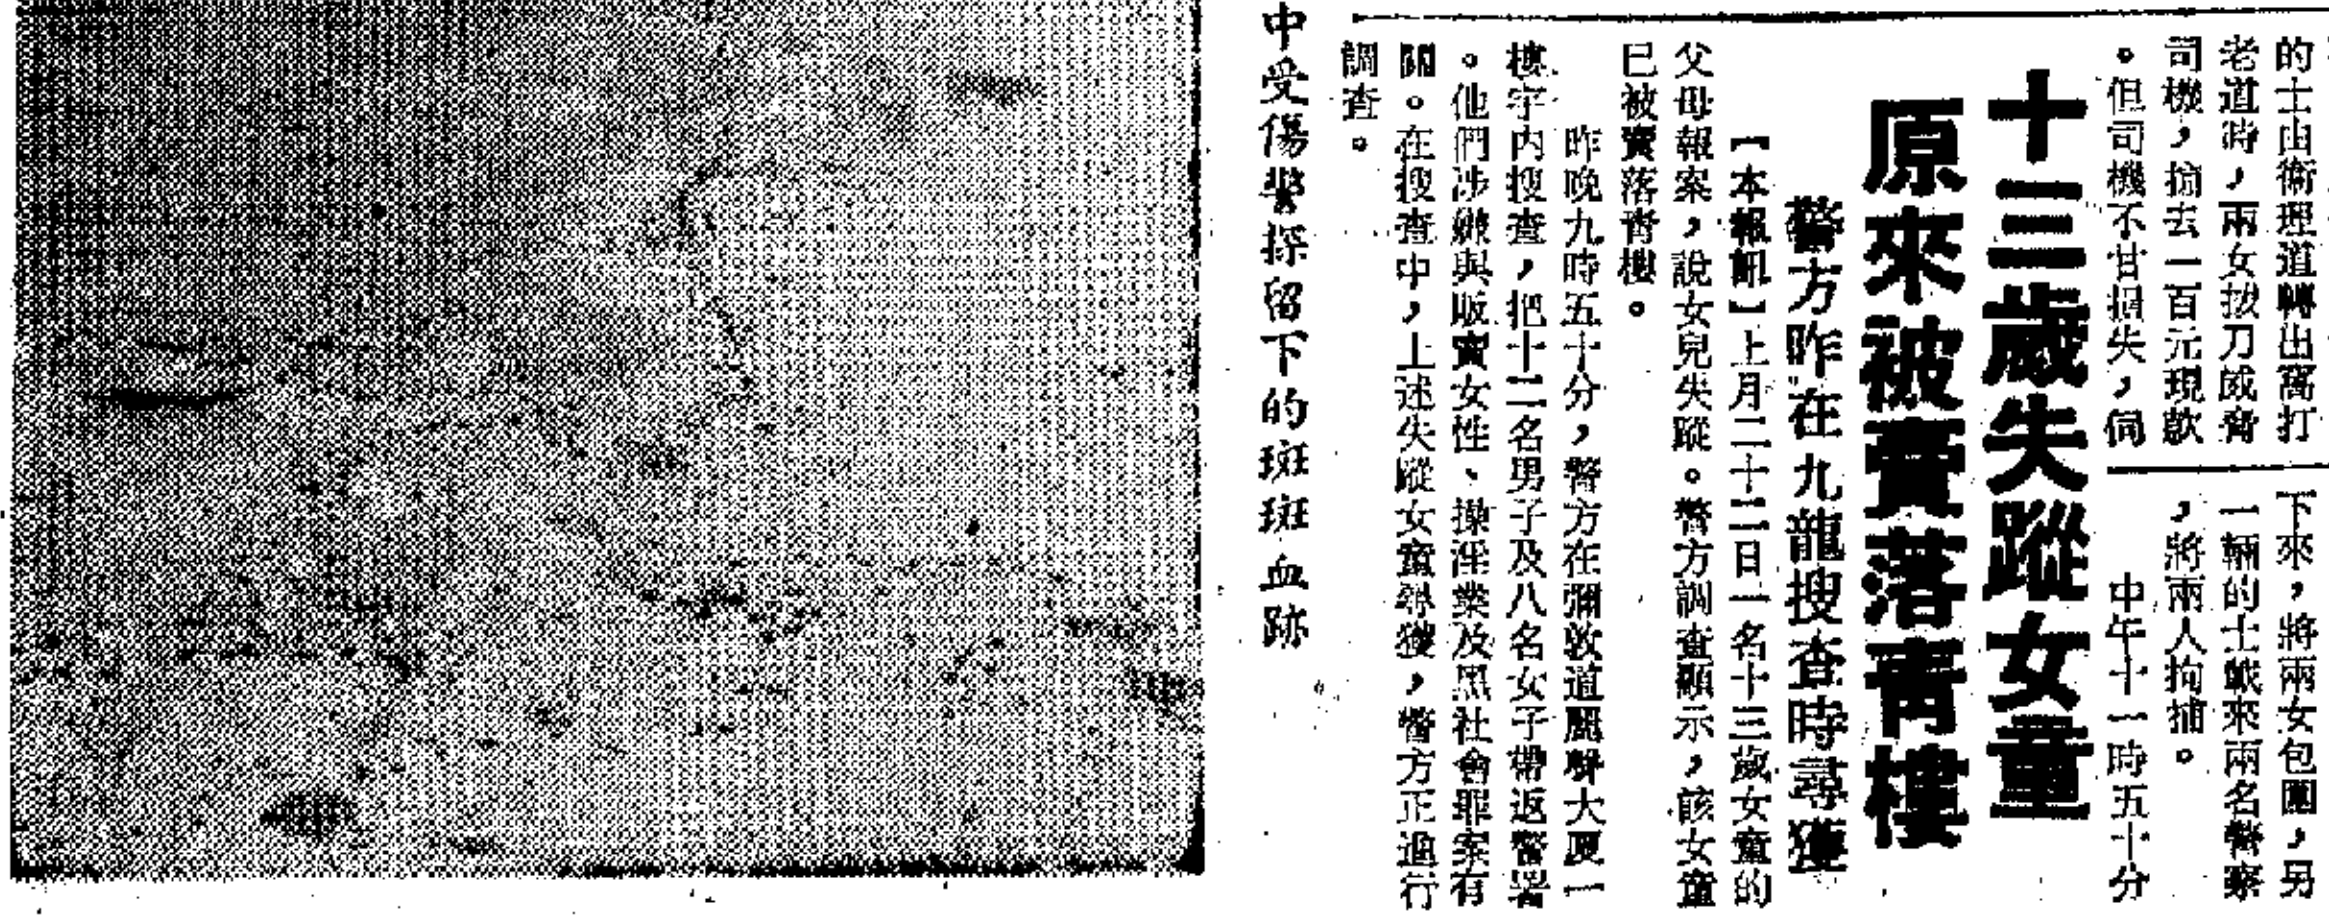 的士由衞理道轉出窩打
老道時，兩女拔刀威脅
司機，搶去一百元現款
。但司機不甘損失，伺
下來，將兩女包圍，另
一輛的士載來兩名警察
，將兩人拘捕。
中午十一時五十分
十三歲失蹤女童
原來被賣落青樓
警方昨在九龍搜查時尋獲
【本報訊】上月二十二日一名十三歲女童的
父母報案，說女兒失蹤。警方調查顯示，該女童
已被賣落青樓。
昨晚九時五十分，警方在彌敦道麗聲大厦一
樓宇內搜查，把十二名男子及八名女子帶返警署
。他們涉嫌與販賣女性、操淫業及黑社會罪案有
關。在搜查中，上述失蹤女童尋獲，警方正進行
調查。
中受傷警探留下的斑斑血跡